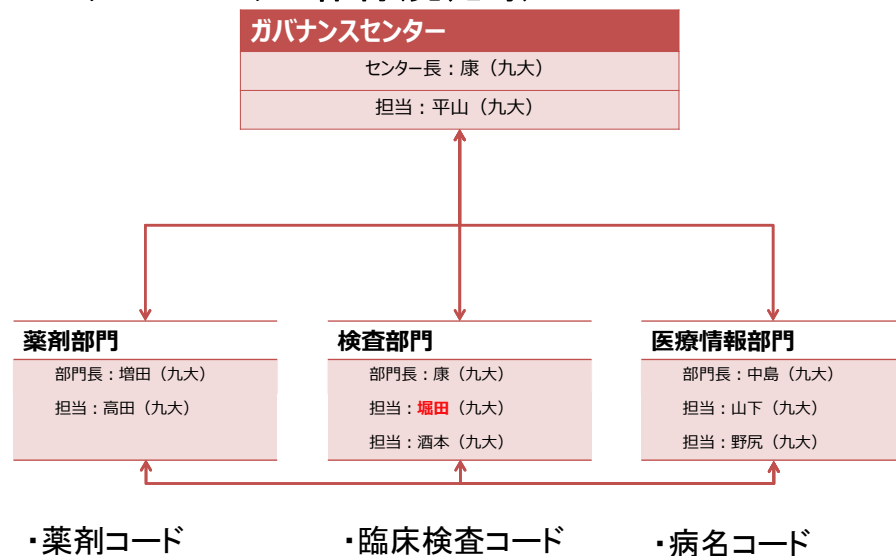 ガバナンスセンター
センター長：康（九大）
担当：平山（九大）
薬剤部門
部門長：増田（九大）
担当：高田（九大）
検査部門
部門長：康（九大）
担当：堀田（九大）
担当：酒本（九大）
医療情報部門
部門長：中島（九大）
担当：山下（九大）
担当：野尻（九大）
・薬剤コード
・臨床検査コード
・病名コード